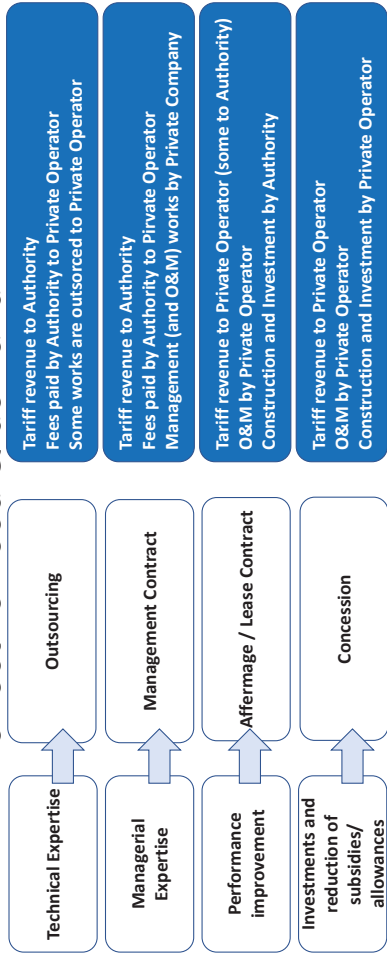 Technical Expertise
Outsourcing
Tariff revenue to Authority
Fees paid by Authority to Private Operator
Some works are outsorced to Private Operator
Managerial
Expertise
Management Contract
Tariff revenue to Authority
Fees paid by Authority to Pirvate Operator
Management (and O&M) works by Private Company
Performance
improvement
Affermage / Lease Contract
Tariff revenue to Private Operator (some to Authority)
O&M by Private Operator
Construction and Investment by Authority
Investments and
reduction of
subsidies/
allowances
Concession
Tariff revenue to Private Operator
O&M by Private Operator
Construction and Investment by Private Operator